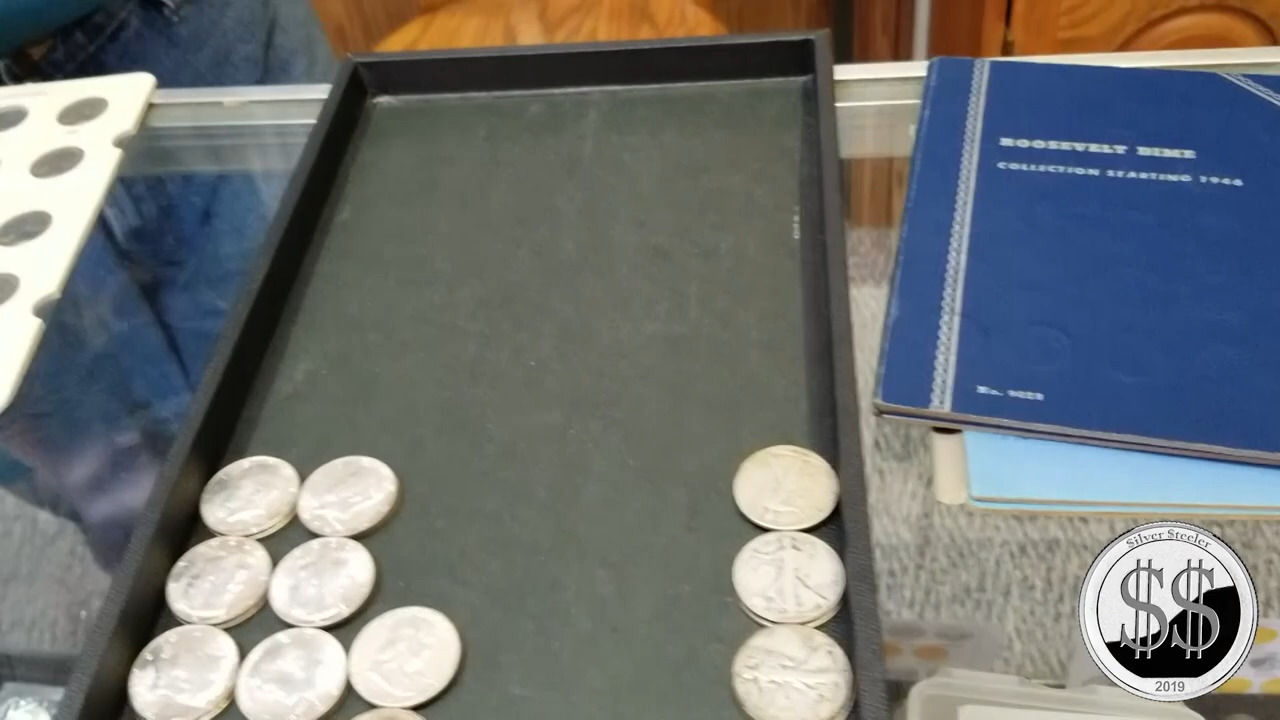 ROOSEVELT DIME
COLLECTION STARTING 1946
Silver Steeler
$$
2019